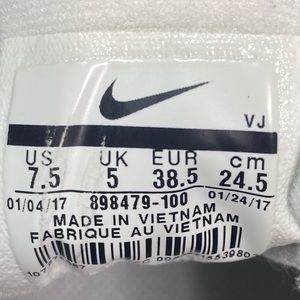 VJ
US UK EUR cm
7.5 5 38.5 24.5
01/04/17 898479-100 01/24/17
MADE IN VIETNAM
FABRIQUE AU VIETNAM